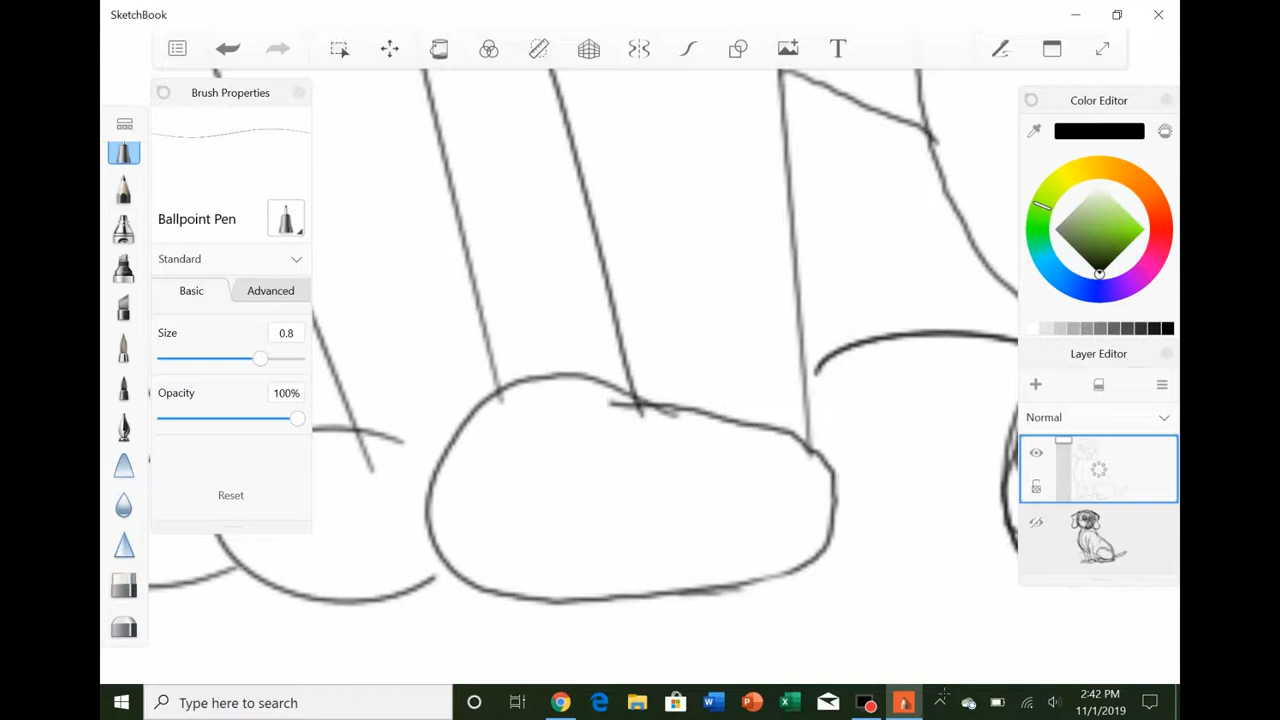 SketchBook
T
Brush Properties
Color Editor
Ballpoint Pen
Standard
Basic
Advanced
Size
0.8
Opacity
100%
Reset
Layer Editor
Normal
Type here to search
2:42 PM
11/1/2019